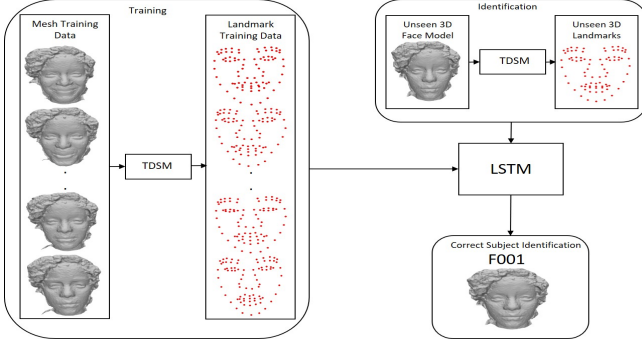 Training
Mesh Training
Data
TDSM
Landmark
Training Data
Identification
Unseen 3D
Face Model
TDSM
Unseen 3D
Landmarks
LSTM
Correct Subject Identification
F001